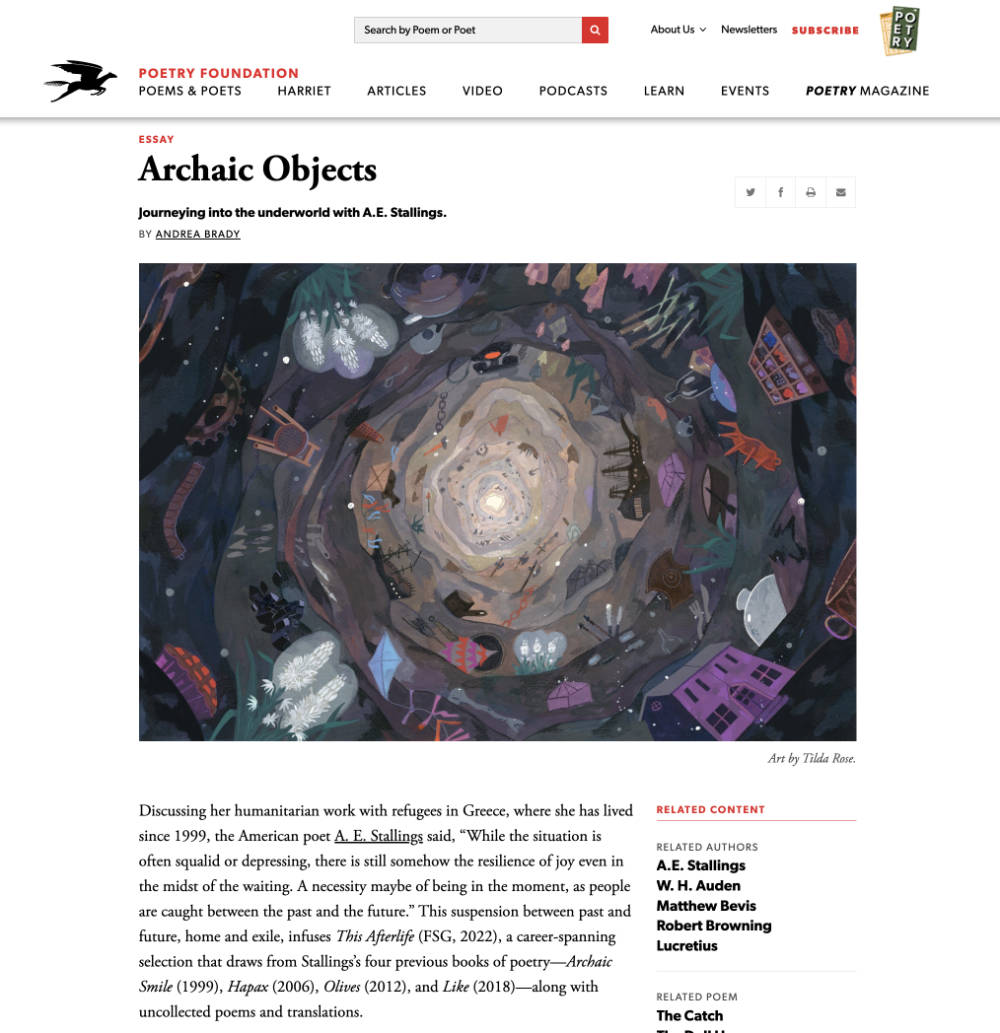 Search by Poem or Poet
About Us
Newsletters
SUBSCRIBE
PO
ET
RY
POETRY FOUNDATION
POEMS & POETS
HARRIET
ARTICLES
VIDEO
PODCASTS
LEARN
EVENTS
POETRY MAGAZINE
ESSAY
Archaic Objects
Journeying into the underworld with A.E. Stallings.
BY ANDREA BRADY
Art by Tilda Rose.
Discussing her humanitarian work with refugees in Greece, where she has lived
since 1999, the American poet A. E. Stallings said, “While the situation is
often squalid or depressing, there is still somehow the resilience of joy even in
the midst of the waiting. A necessity maybe of being in the moment, as people
are caught between the past and the future.” This suspension between past and
future, home and exile, infuses This Afterlife (FSG, 2022), a career-spanning
selection that draws from Stallings’s four previous books of poetry—Archaic
Smile (1999), Hapax (2006), Olives (2012), and Like (2018)—along with
uncollected poems and translations.
RELATED CONTENT
RELATED AUTHORS
A.E. Stallings
W. H. Auden
Matthew Bevis
Robert Browning
Lucretius
RELATED POEM
The Catch